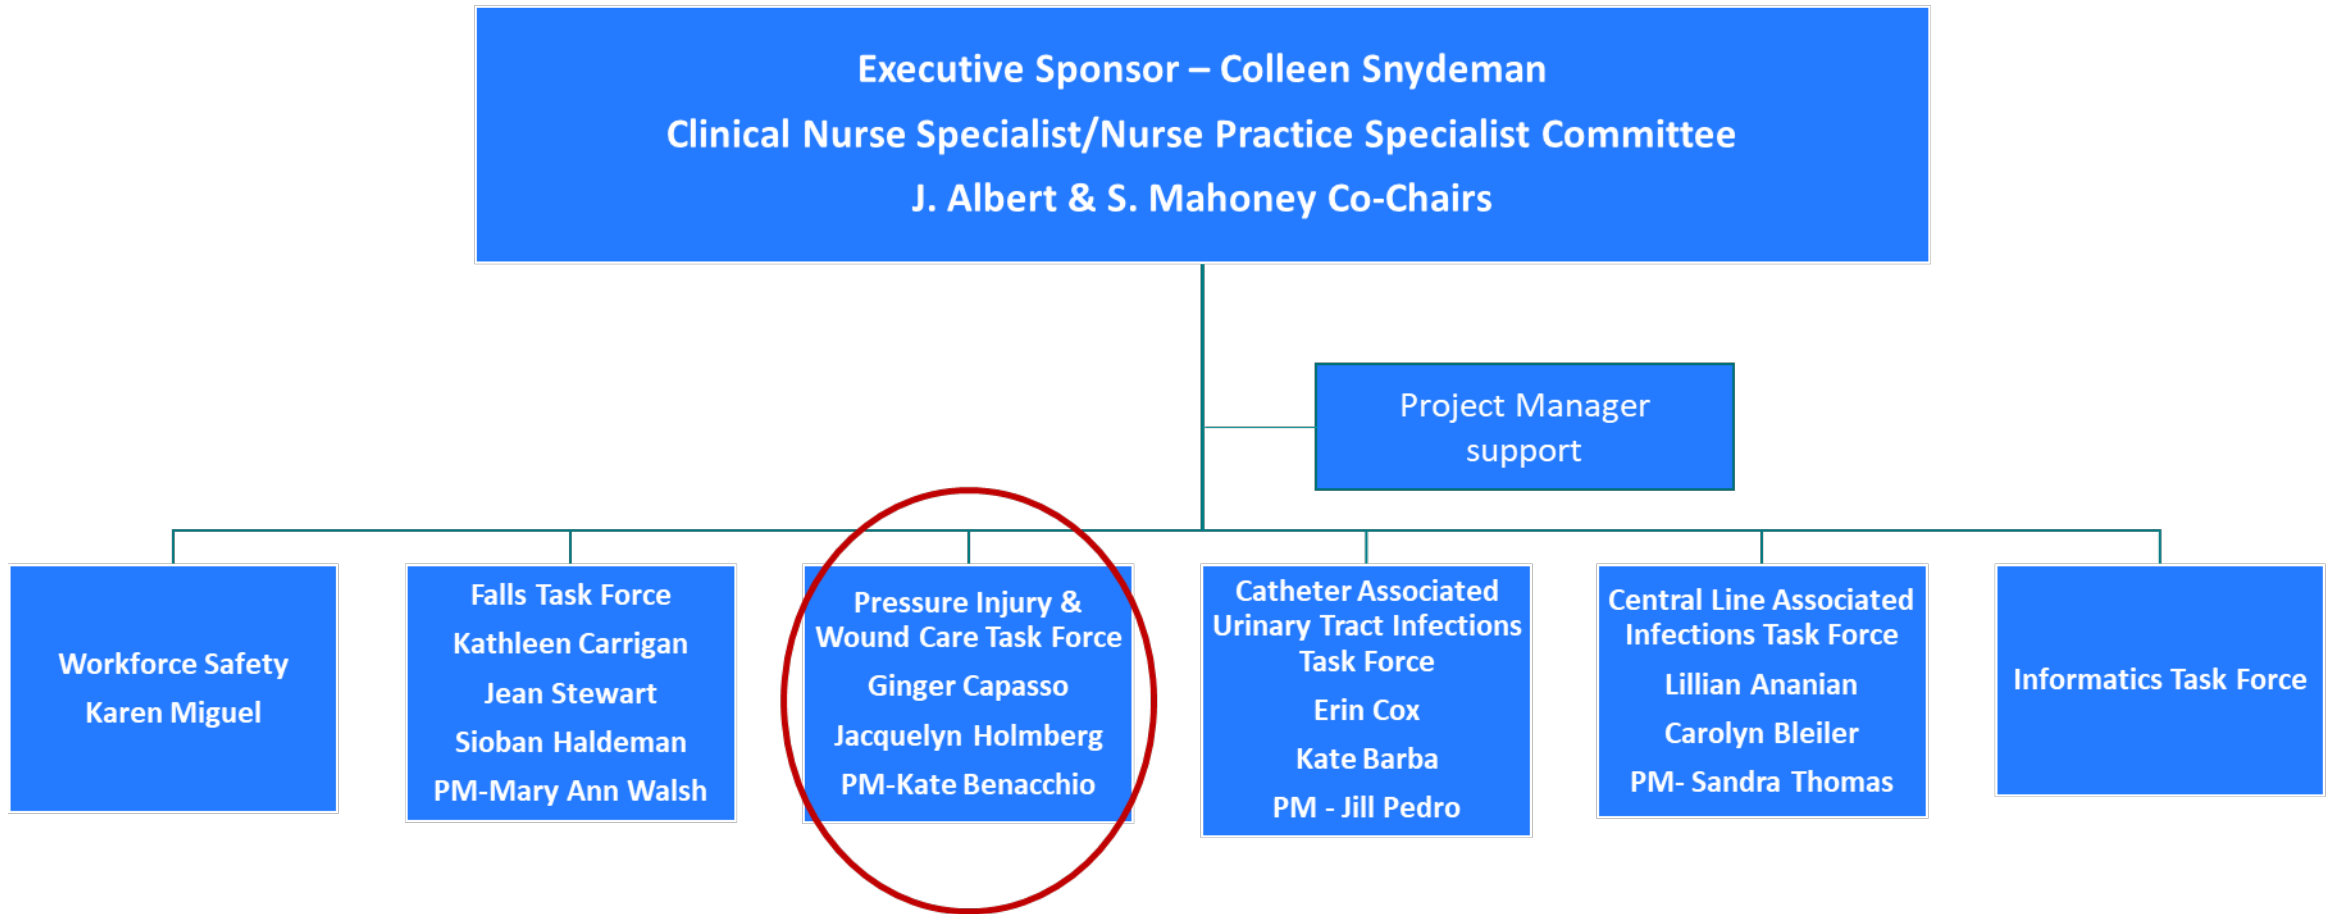 Executive Sponsor – Colleen Snydeman
Clinical Nurse Specialist/Nurse Practice Specialist Committee
J. Albert & S. Mahoney Co-Chairs
Project Manager
support
Workforce Safety
Karen Miguel
Falls Task Force
Kathleen Carrigan
Jean Stewart
Sioban Haldeman
PM-Mary Ann Walsh
Pressure Injury &
Wound Care Task Force
Ginger Capasso
Jacquelyn Holmberg
PM-Kate Benacchio
Catheter Associated
Urinary Tract Infections
Task Force
Erin Cox
Kate Barba
PM - Jill Pedro
Central Line Associated
Infections Task Force
Lillian Ananian
Carolyn Bleiler
PM- Sandra Thomas
Informatics Task Force